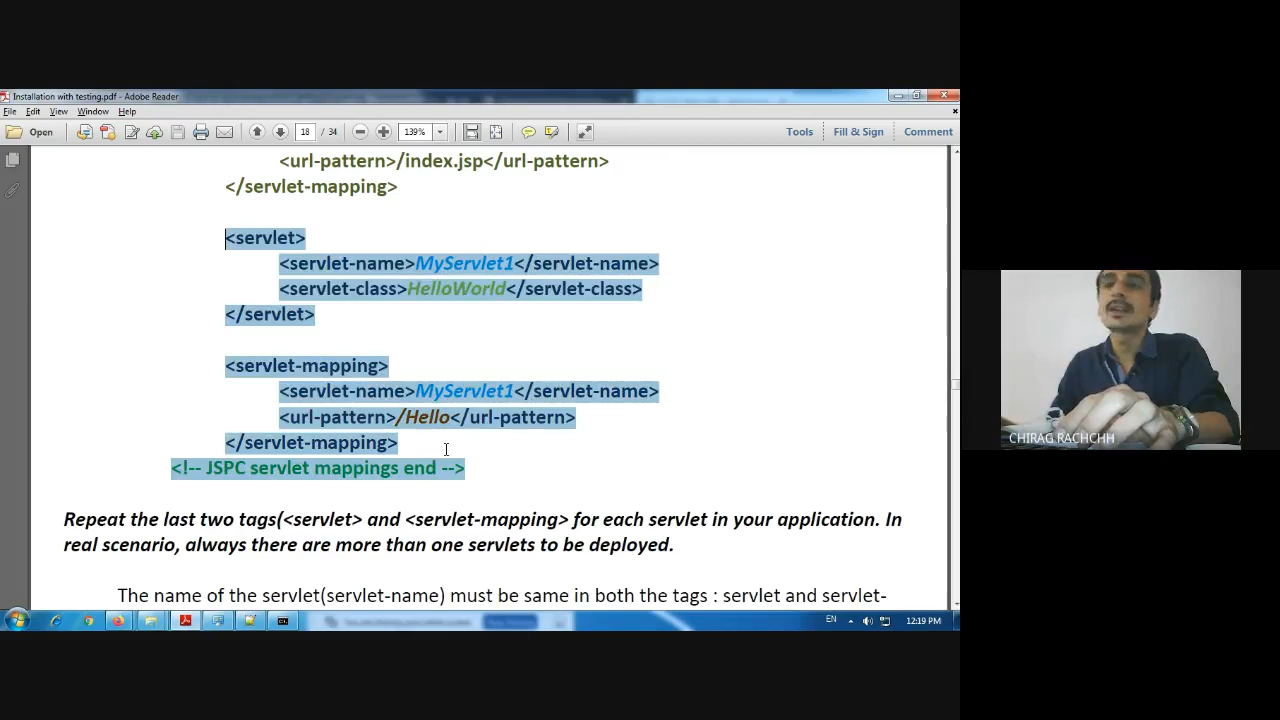 Installation with testing.pdf - Adobe Reader
File Edit View Window Help
Open 18 / 34 139% Tools Fill & Sign Comment
<url-pattern>/index.jsp</url-pattern>
</servlet-mapping>
<servlet>
<servlet-name>MyServlet1</servlet-name>
<servlet-class>HelloWorld</servlet-class>
</servlet>
<servlet-mapping>
<servlet-name>MyServlet1</servlet-name>
<url-pattern>/Hello</url-pattern>
</servlet-mapping>
<!-- JSPC servlet mappings end -->
Repeat the last two tags(<servlet> and <servlet-mapping> for each servlet in your application. In
real scenario, always there are more than one servlets to be deployed.
The name of the servlet(servlet-name) must be same in both the tags : servlet and servlet-
EN 12:19 PM
CHIRAG RACHCHH